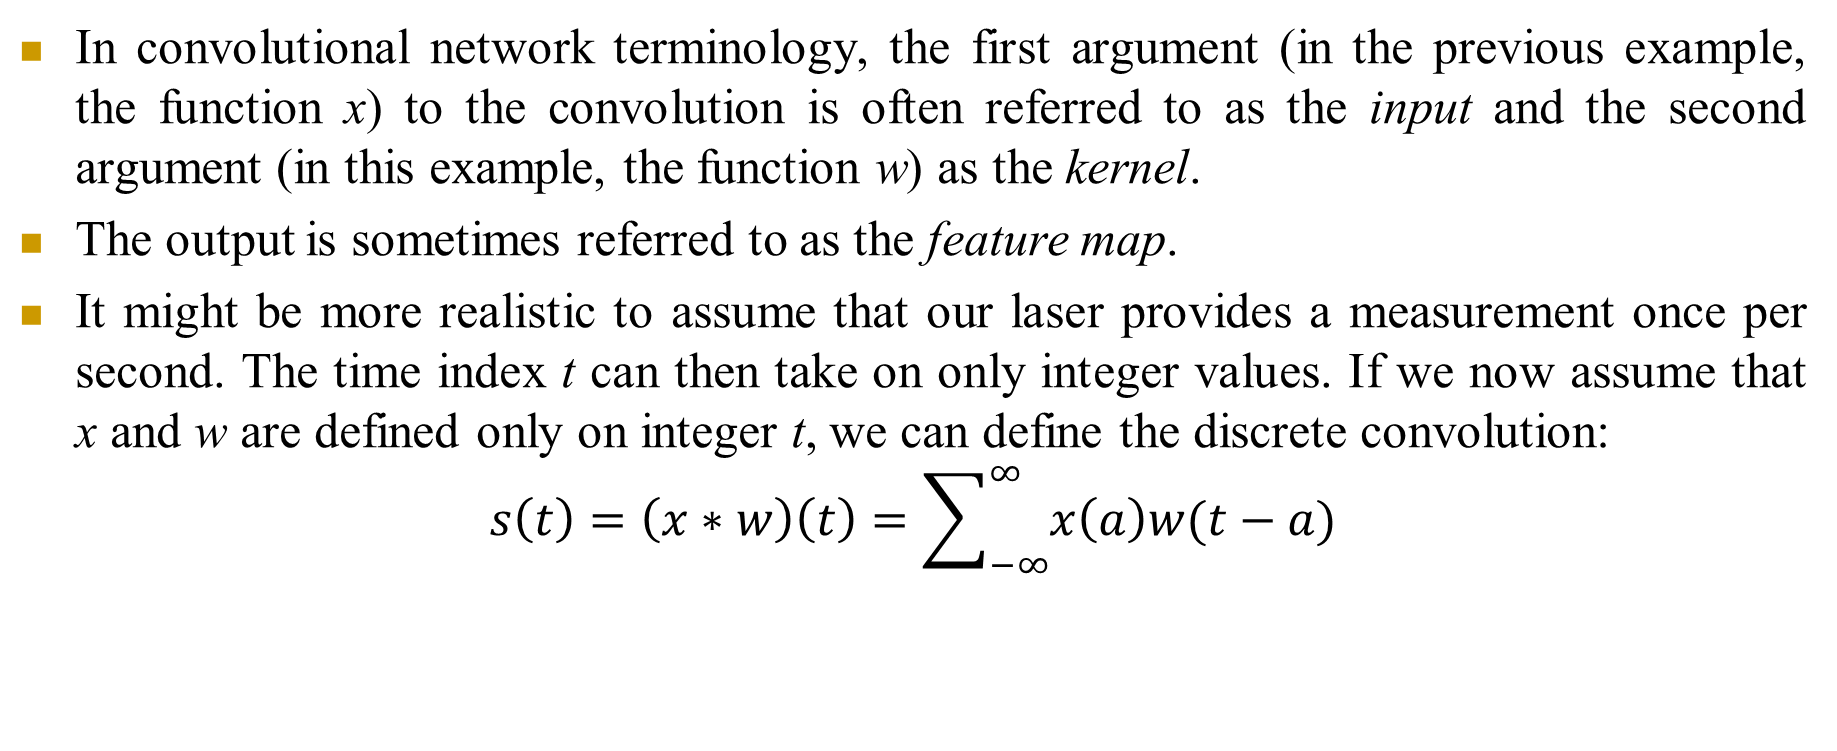 ■ In convolutional network terminology, the first argument (in the previous example,
the function x) to the convolution is often referred to as the input and the second
argument (in this example, the function w) as the kernel.
■ The output is sometimes referred to as the feature map.
■ It might be more realistic to assume that our laser provides a measurement once per
second. The time index t can then take on only integer values. If we now assume that
x and w are defined only on integer t, we can define the discrete convolution:
s(t) = (x ∗ w)(t) = ∑_{−∞}^{∞} x(a)w(t − a)